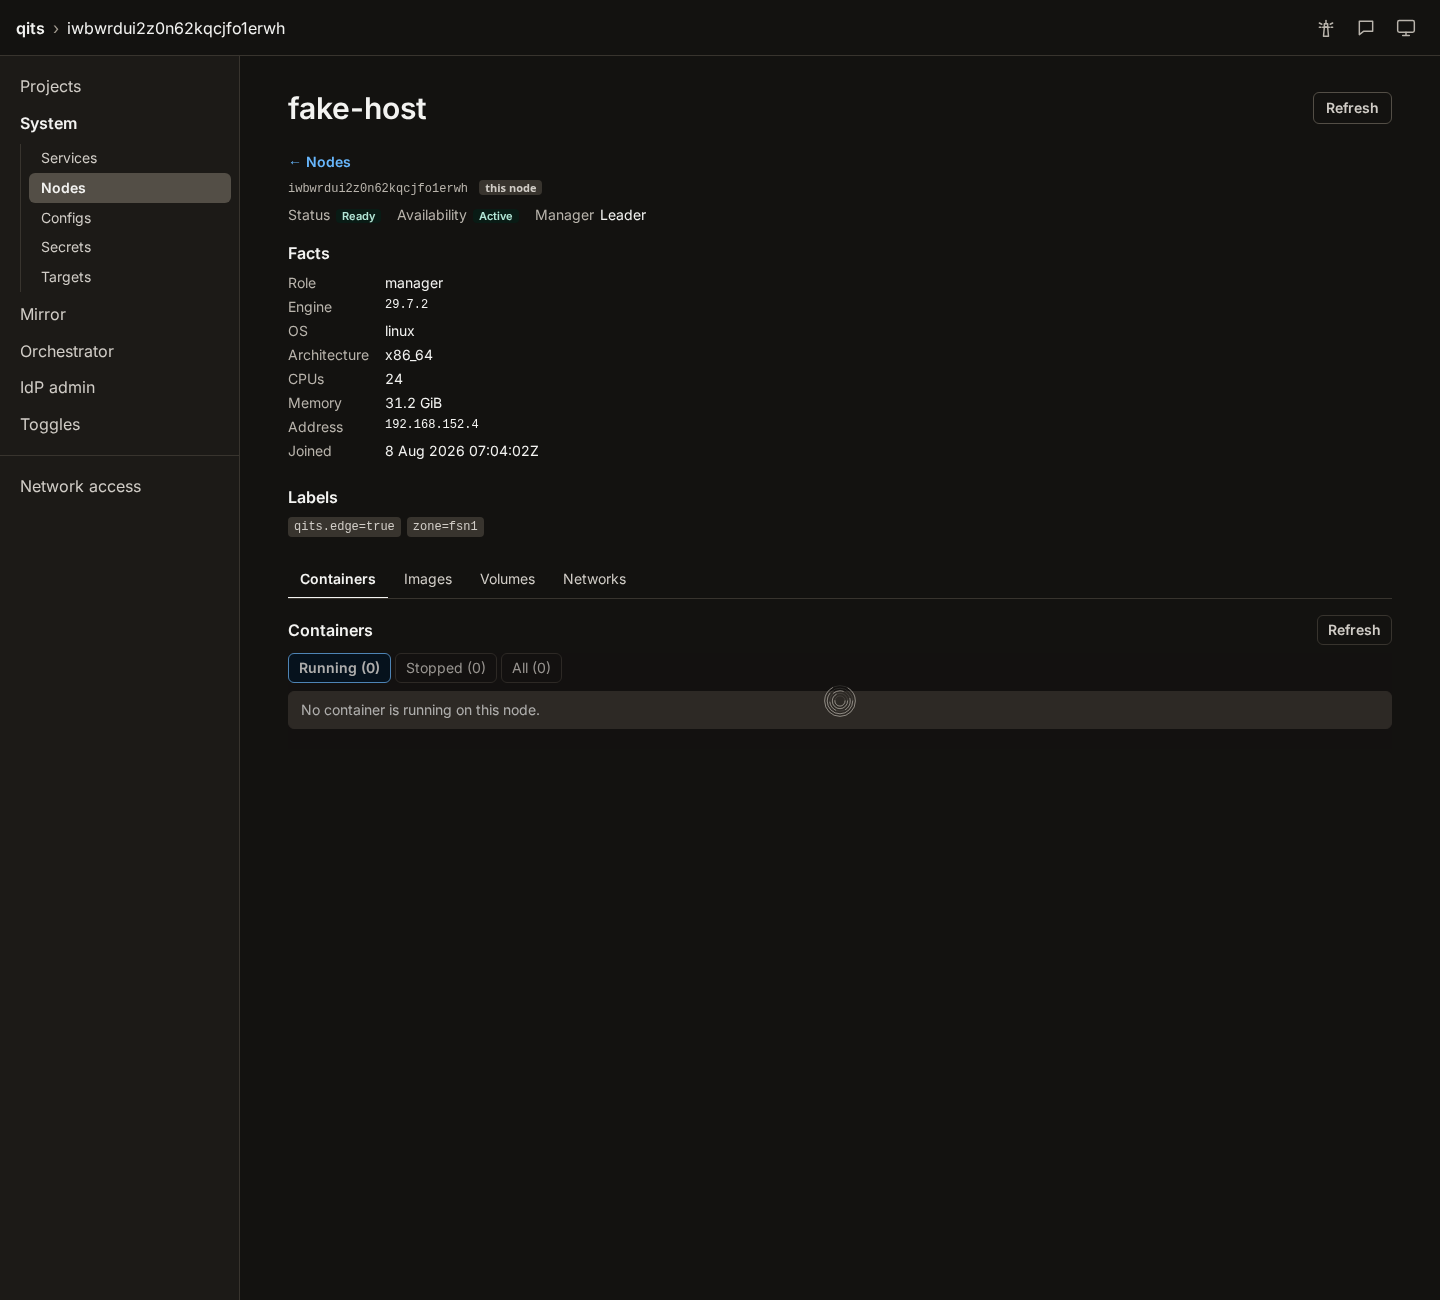 qits › iwbwrdui2z0n62kqcjfo1erwh
Projects
System
Services
Nodes
Configs
Secrets
Targets
Mirror
Orchestrator
IdP admin
Toggles
Network access
fake-host
Refresh
← Nodes
iwbwrdui2z0n62kqcjfo1erwh this node
Status Ready Availability Active Manager Leader
Facts
Role manager
Engine 29.7.2
OS linux
Architecture x86_64
CPUs 24
Memory 31.2 GiB
Address 192.168.152.4
Joined 8 Aug 2026 07:04:02Z
Labels
qits.edge=true zone=fsn1
Containers Images Volumes Networks
Containers Refresh
Running (0) Stopped (0) All (0)
No container is running on this node.